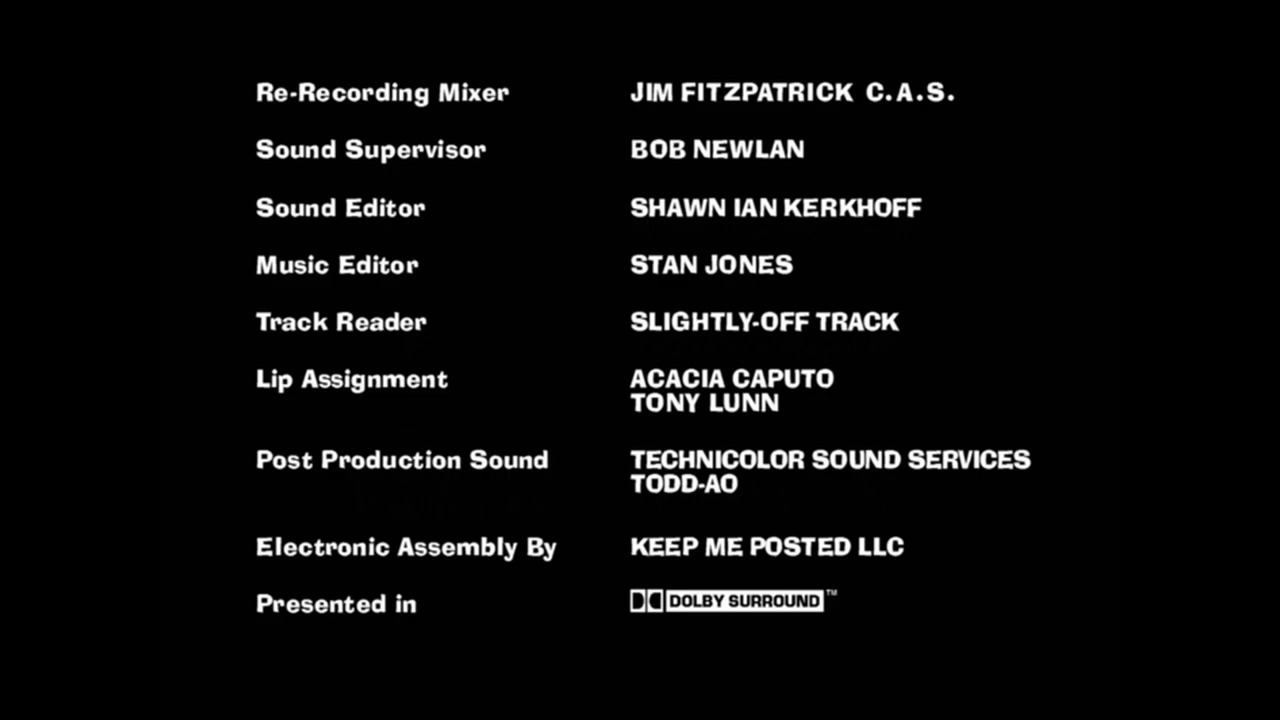 Re-Recording Mixer JIM FITZPATRICK C.A.S.
Sound Supervisor BOB NEWLAN
Sound Editor SHAWN IAN KERKHOFF
Music Editor STAN JONES
Track Reader SLIGHTLY-OFF TRACK
Lip Assignment ACACIA CAPUTO
TONY LUNN
Post Production Sound TECHNICOLOR SOUND SERVICES
TODD-AO
Electronic Assembly By KEEP ME POSTED LLC
Presented in DOLBY SURROUND™